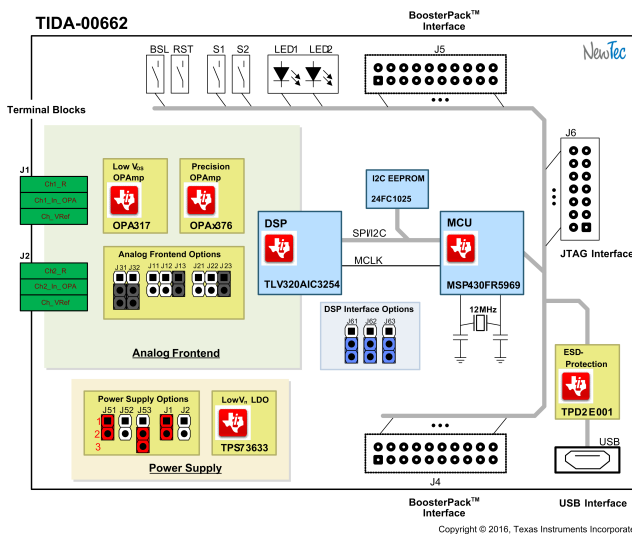 TIDA-00662
BoosterPack™
Interface
BSL RST S1 S2 LED1 LED2 J5
NewTec
Terminal Blocks
J6
J1
Ch1_R
Ch1_In_OPA
Ch_VRef
Low Vos
OPAmp
OPA317
Precision
OPAmp
OPAx376
I2C EEPROM
24FC1025
DSP
TLV320AIC3254
SPI/I2C
MCLK
MCU
MSP430FR5969
JTAG Interface
J2
Ch2_R
Ch2_In_OPA
Ch_VRef
Analog Frontend Options
J31 J32 J11 J12 J13 J21 J22 J23
Analog Frontend
DSP Interface Options
J61 J62 J63
12MHz
ESD-
Protection
TPD2E001
Power Supply Options
J51 J52 J53 J1 J2
1
2
3
LowVn LDO
TPS73633
Power Supply
USB
J4
BoosterPack™
Interface
USB Interface
Copyright © 2016, Texas Instruments Incorporate